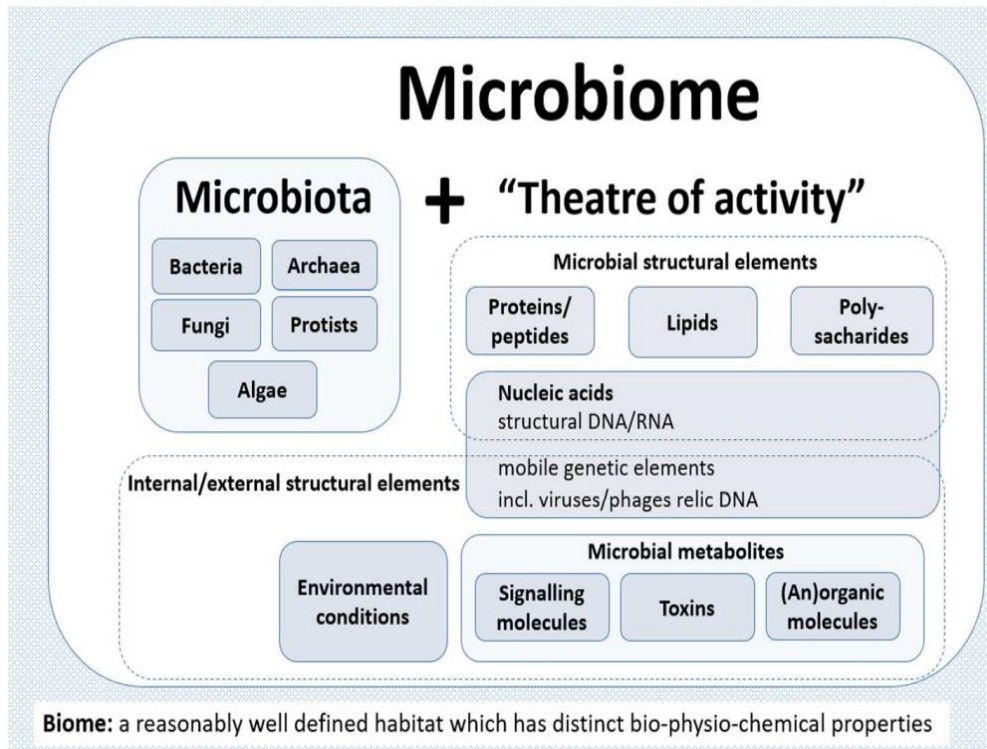 Microbiome
Microbiota + “Theatre of activity”
Bacteria
Archaea
Fungi
Protists
Algae
Microbial structural elements
Proteins/
peptides
Lipids
Poly-
sacharides
Nucleic acids
structural DNA/RNA
mobile genetic elements
incl. viruses/phages relic DNA
Internal/external structural elements
Environmental
conditions
Microbial metabolites
Signalling
molecules
Toxins
(An)organic
molecules
Biome: a reasonably well defined habitat which has distinct bio-physio-chemical properties